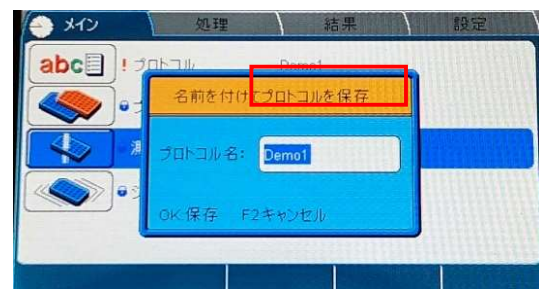 メイン 処理 結果 設定
abc ! プロトコル Demo1
名前を付けてプロトコルを保存
プロトコル名: Demo1
OK:保存 F2キャンセル